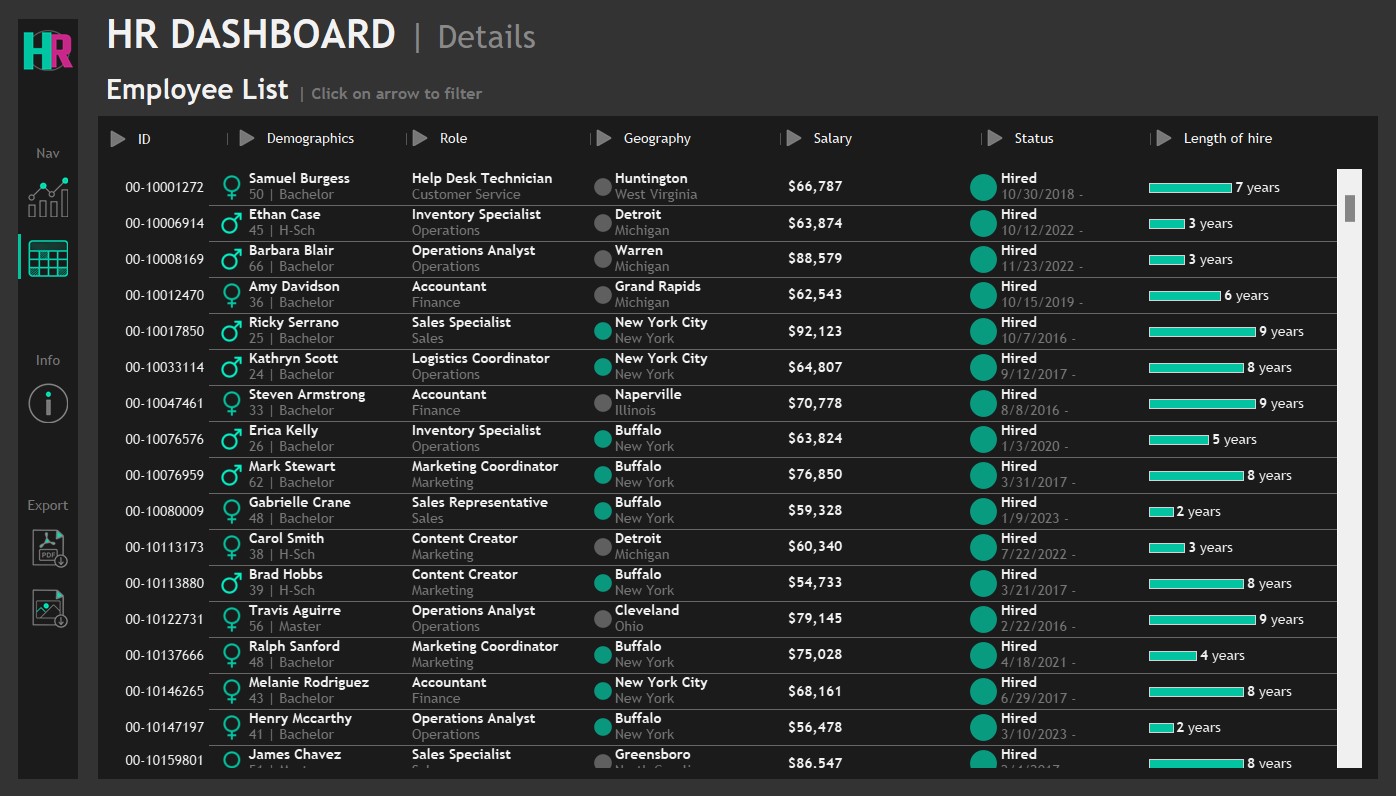 HR
HR DASHBOARD | Details
Employee List | Click on arrow to filter
Nav
Info
Export
PDF
ID Demographics Role Geography Salary Status Length of hire
00-10001272 Samuel Burgess Help Desk Technician Huntington $66,787 Hired 7 years
50 | Bachelor Customer Service West Virginia 10/30/2018 -
00-10006914 Ethan Case Inventory Specialist Detroit $63,874 Hired 3 years
45 | H-Sch Operations Michigan 10/12/2022 -
00-10008169 Barbara Blair Operations Analyst Warren $88,579 Hired 3 years
66 | Bachelor Operations Michigan 11/23/2022 -
00-10012470 Amy Davidson Accountant Grand Rapids $62,543 Hired 6 years
36 | Bachelor Finance Michigan 10/15/2019 -
00-10017850 Ricky Serrano Sales Specialist New York City $92,123 Hired 9 years
25 | Bachelor Sales New York 10/7/2016 -
00-10033114 Kathryn Scott Logistics Coordinator New York City $64,807 Hired 8 years
24 | Bachelor Operations New York 9/12/2017 -
00-10047461 Steven Armstrong Accountant Naperville $70,778 Hired 9 years
33 | Bachelor Finance Illinois 8/8/2016 -
00-10076576 Erica Kelly Inventory Specialist Buffalo $63,824 Hired 5 years
26 | Bachelor Operations New York 1/3/2020 -
00-10076959 Mark Stewart Marketing Coordinator Buffalo $76,850 Hired 8 years
62 | Bachelor Marketing New York 3/31/2017 -
00-10080009 Gabrielle Crane Sales Representative Buffalo $59,328 Hired 2 years
48 | Bachelor Sales New York 1/9/2023 -
00-10113173 Carol Smith Content Creator Detroit $60,340 Hired 3 years
38 | H-Sch Marketing Michigan 7/22/2022 -
00-10113880 Brad Hobbs Content Creator Buffalo $54,733 Hired 8 years
39 | H-Sch Marketing New York 3/21/2017 -
00-10122731 Travis Aguirre Operations Analyst Cleveland $79,145 Hired 9 years
56 | Master Operations Ohio 2/22/2016 -
00-10137666 Ralph Sanford Marketing Coordinator Buffalo $75,028 Hired 4 years
48 | Bachelor Marketing New York 4/18/2021 -
00-10146265 Melanie Rodriguez Accountant New York City $68,161 Hired 8 years
43 | Bachelor Finance New York 6/29/2017 -
00-10147197 Henry Mccarthy Operations Analyst Buffalo $56,478 Hired 2 years
41 | Bachelor Operations New York 3/10/2023 -
00-10159801 James Chavez Sales Specialist Greensboro $86,547 Hired 8 years